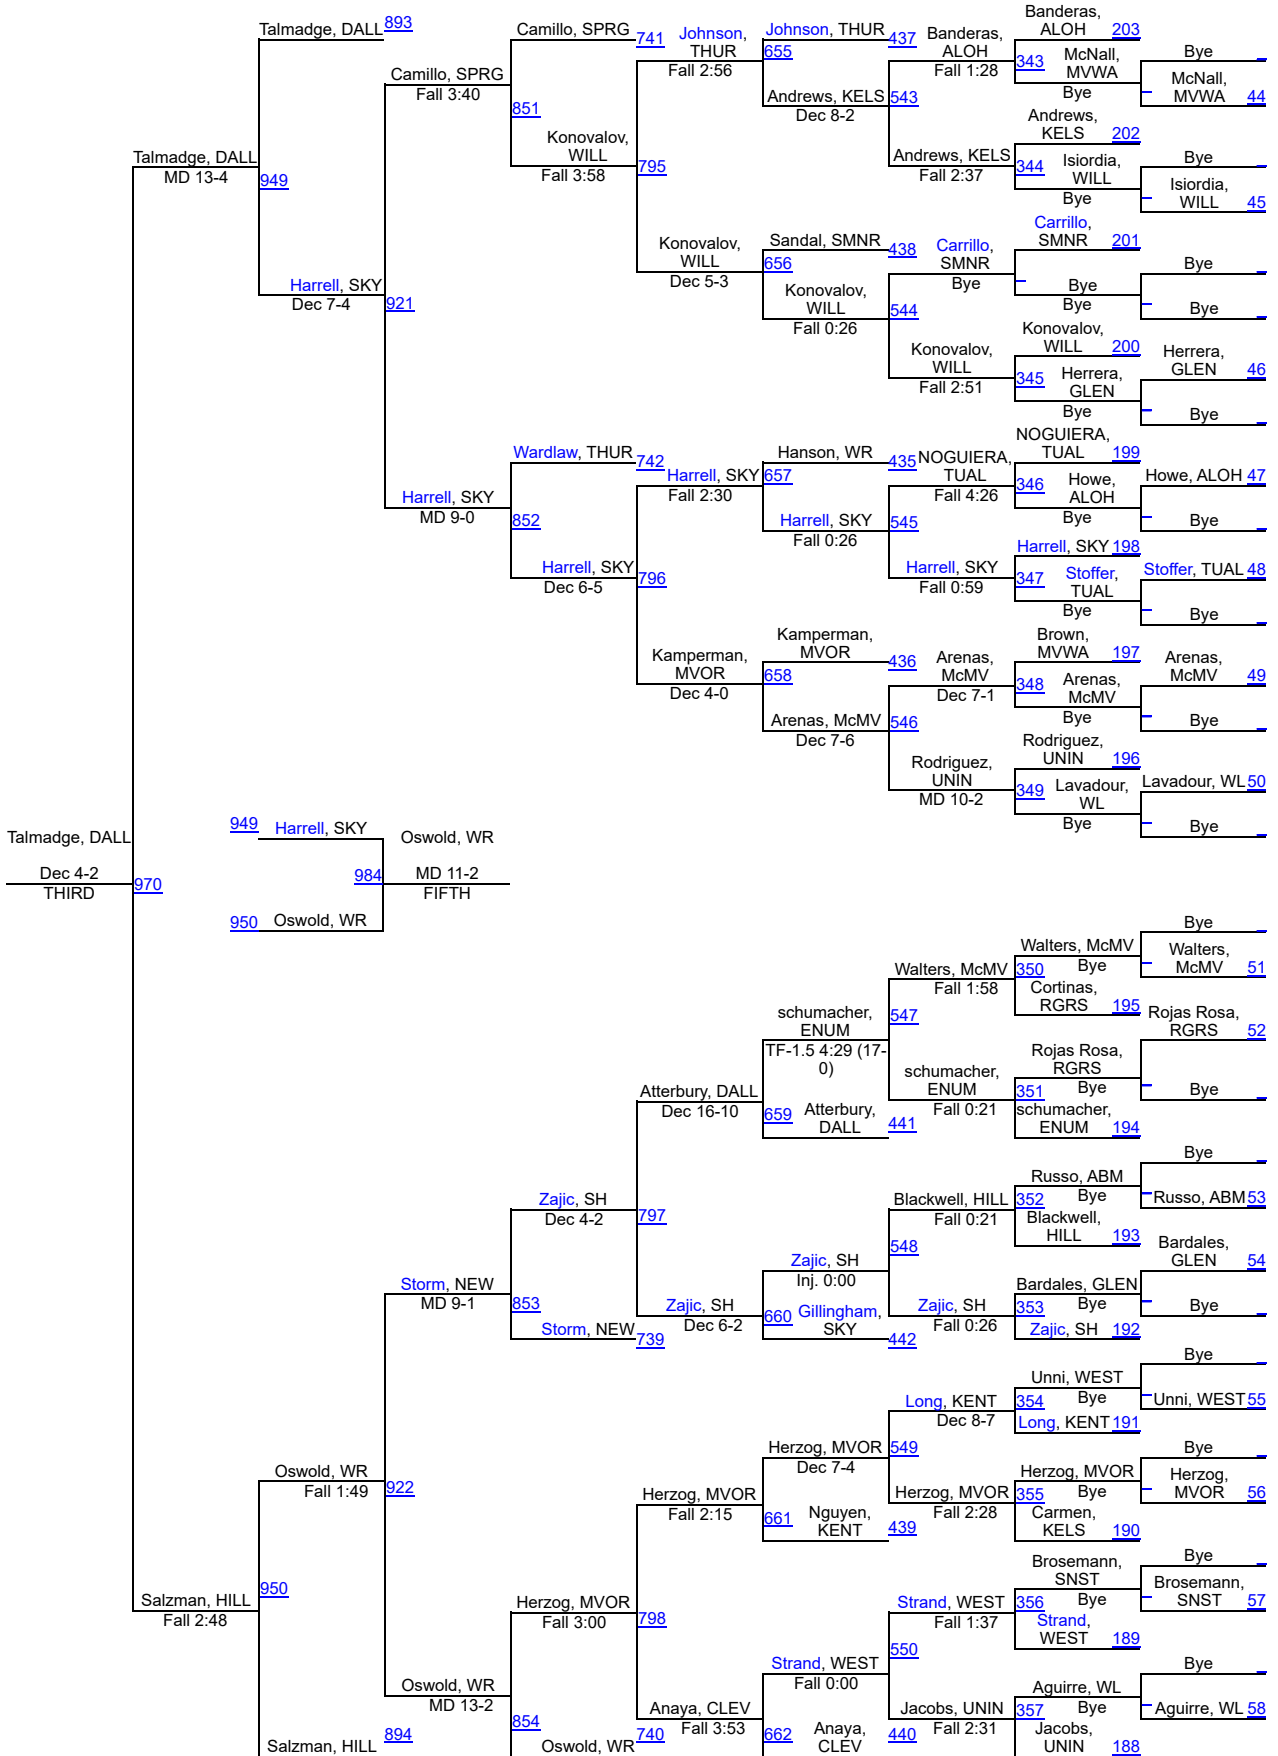 Talmadge, DALL 893
Camillo, SPRG
Fall 3:40
Talmadge, DALL
MD 13-4
949
Harrell, SKY
Dec 7-4
921
Camillo, SPRG 741
851
Konovalov,
WILL
Fall 3:58
795
Johnson,
THUR
Fall 2:56
Johnson, THUR 437
655
Andrews, KELS
Dec 8-2
543
Banderas,
ALOH
Fall 1:28
Banderas,
ALOH 203
343 McNall,
MVWA
Bye
Bye
McNall,
MVWA 44
Andrews, KELS
Fall 2:37
Andrews,
KELS 202
344 Isiordia,
WILL
Bye
Bye
Isiordia,
WILL 45
Konovalov,
WILL
Dec 5-3
Sandal, SMNR 438
656
Konovalov,
WILL
Fall 0:26
544
Carrillo,
SMNR
Bye
Carrillo,
SMNR 201
Bye
Bye
Bye
Bye
Konovalov,
WILL
Fall 2:51
Konovalov,
WILL 200
345 Herrera,
GLEN
Bye
Herrera,
GLEN 46
Bye
Harrell, SKY
MD 9-0
Wardlaw, THUR 742
852
Harrell, SKY
Dec 6-5
796
Harrell, SKY
Fall 2:30
Hanson, WR 435
657
Harrell, SKY
Fall 0:26
545
NOGUIERA,
TUAL
Fall 4:26
NOGUIERA,
TUAL 199
346 Howe,
ALOH
Bye
Howe, ALOH 47
Bye
Harrell, SKY
Fall 0:59
Harrell, SKY 198
347 Stoffer,
TUAL
Bye
Stoffer, TUAL 48
Bye
Kamperman,
MVOR
Dec 4-0
Kamperman,
MVOR 436
658
Arenas, McMV
Dec 7-6
546
Arenas,
McMV
Dec 7-1
Brown,
MVWA 197
348 Arenas,
McMV
Bye
Arenas,
McMV 49
Bye
Rodriguez,
UNIN
MD 10-2
Rodriguez,
UNIN 196
349 Lavadour,
WL
Bye
Lavadour, WL 50
Bye
Talmadge, DALL
Dec 4-2
THIRD
970
949 Harrell, SKY
984
950 Oswold, WR
Oswold, WR
MD 11-2
FIFTH
Walters, McMV
Fall 1:58
Walters, McMV
350 Bye
Cortinas,
RGRS 195
Bye
Walters,
McMV 51
schumacher,
ENUM
TF-1.5 4:29 (17-
0)
547
schumacher,
ENUM
Fall 0:21
Rojas Rosa,
RGRS
351 Bye
schumacher,
ENUM 194
Rojas Rosa,
RGRS 52
Bye
Atterbury, DALL
Dec 16-10
659 Atterbury,
DALL 441
Zajic, SH
Dec 4-2
797
Blackwell, HILL
Fall 0:21
Russo, ABM
352 Bye
Blackwell,
HILL 193
Bye
Russo, ABM 53
Zajic, SH
Inj. 0:00
548
Zajic, SH
Fall 0:26
Bardales, GLEN
353 Bye
Zajic, SH 192
Bardales,
GLEN 54
Bye
Storm, NEW
MD 9-1
853
Storm, NEW 739
Zajic, SH
Dec 6-2
660 Gillingham,
SKY 442
Long, KENT
Dec 8-7
Unni, WEST
354 Bye
Long, KENT 191
Bye
Unni, WEST 55
Oswold, WR
Fall 1:49
922
Herzog, MVOR
Fall 2:15
Herzog, MVOR
Dec 7-4
549
661 Nguyen,
KENT 439
Herzog, MVOR
Fall 2:28
Herzog, MVOR
355 Bye
Carmen,
KELS 190
Bye
Herzog,
MVOR 56
Salzman, HILL
Fall 2:48
950
Herzog, MVOR
Fall 3:00
798
Strand, WEST
Fall 1:37
Brosemann,
SNST
356 Bye
Strand,
WEST 189
Bye
Brosemann,
SNST 57
Oswold, WR
MD 13-2
854
Oswold, WR 740
Anaya, CLEV
Fall 3:53
Strand, WEST
Fall 0:00
550
662 Anaya,
CLEV 440
Jacobs, UNIN
Fall 2:31
Aguirre, WL
357 Bye
Jacobs,
UNIN 188
Bye
Aguirre, WL 58
Salzman, HILL 894